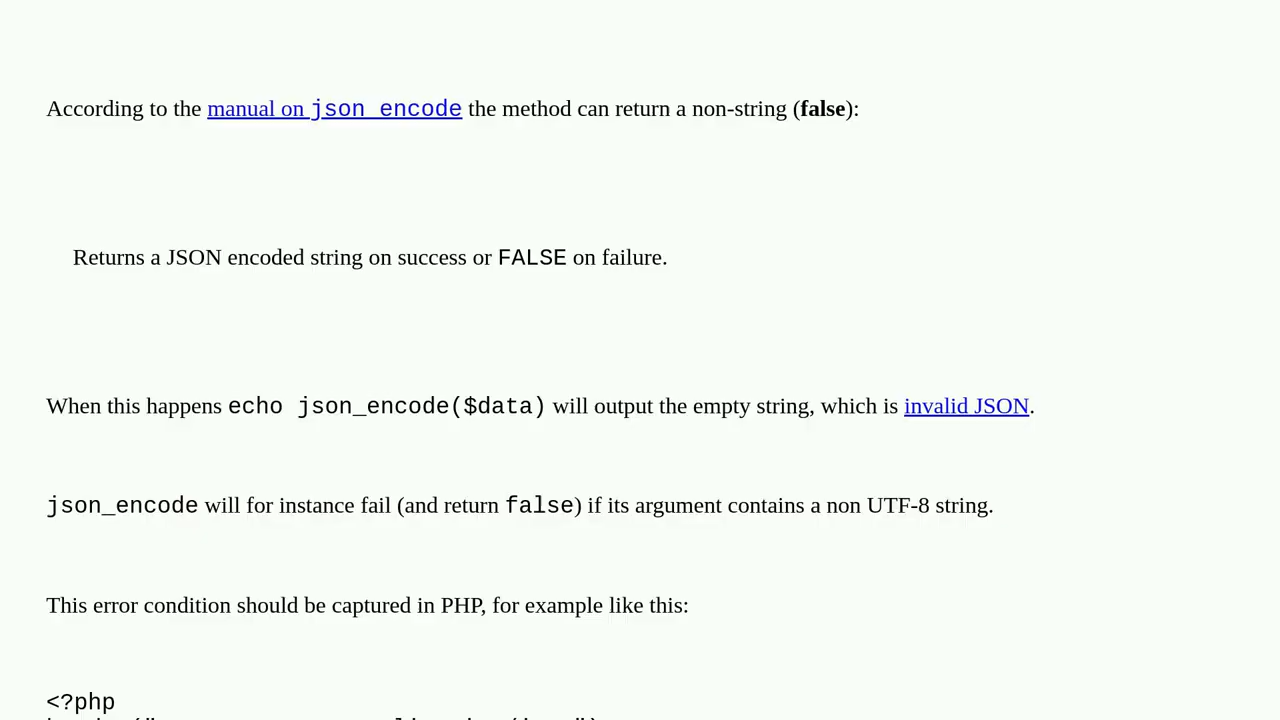 According to the manual on json_encode the method can return a non-string (false):
Returns a JSON encoded string on success or FALSE on failure.
When this happens echo json_encode($data) will output the empty string, which is invalid JSON.
json_encode will for instance fail (and return false) if its argument contains a non UTF-8 string.
This error condition should be captured in PHP, for example like this:
<?php